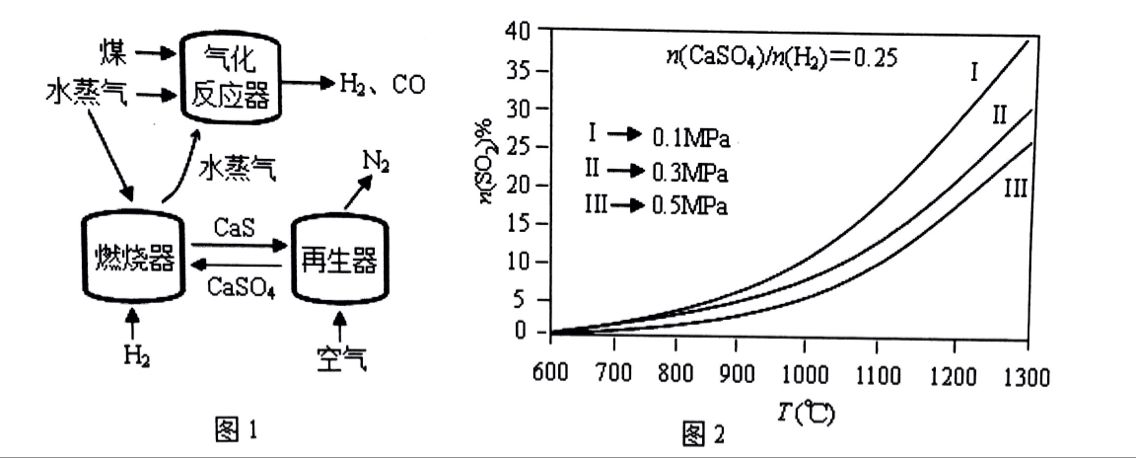 煤
水蒸气
气化
反应器
H₂、CO
水蒸气
N₂
燃烧器
CaS
CaSO₄
再生器
H₂
空气
图 1
n(SO₂)%
40
35
30
25
20
15
10
5
0
n(CaSO₄)/n(H₂)=0.25
I → 0.1MPa
II → 0.3MPa
III → 0.5MPa
I
II
III
600 700 800 900 1000 1100 1200 1300
T(℃)
图 2